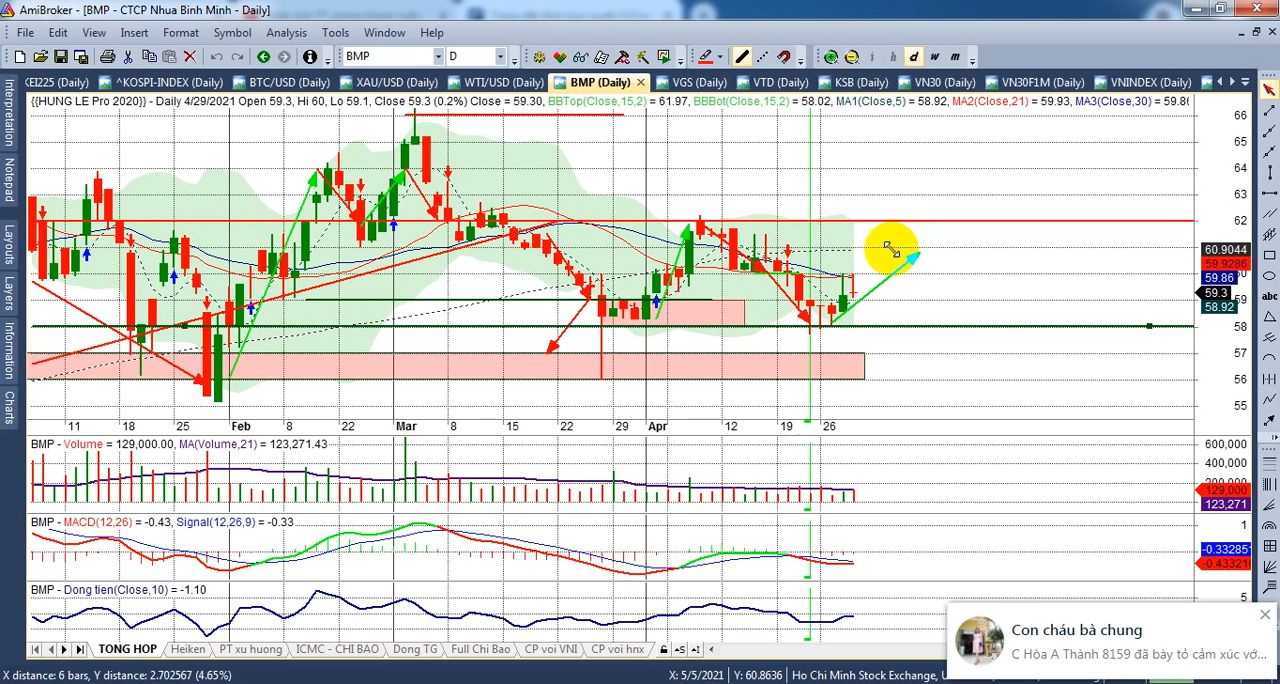 AmiBroker - [BMP - CTCP Nhua Binh Minh - Daily]
File Edit View Insert Format Symbol Analysis Tools Window Help
BMP D i h d w m
KEI225 (Daily) ^KOSPI-INDEX (Daily) BTC/USD (Daily) XAU/USD (Daily) WTI/USD (Daily) BMP (Daily) VGS (Daily) VTD (Daily) KSB (Daily) VN30 (Daily) VN30F1M (Daily) VNINDEX (Daily)
{{HUNG LE Pro 2020}} - Daily 4/29/2021 Open 59.3, Hi 60, Lo 59.1, Close 59.3 (0.2%) Close = 59.30, BBTop(Close,15,2) = 61.97, BBBot(Close,15,2) = 58.02, MA1(Close,5) = 58.92, MA2(Close,21) = 59.93, MA3(Close,30) = 59.86
Interpretation
Notepad
Layouts
Layers
Information
Charts
66
65
64
63
62
60.9044
59.9286
59.86
59.3
59
58.92
58
57
56
55
abc
11 18 25 Feb 8 22 Mar 8 15 22 29 Apr 12 19 26
BMP - Volume = 129,000.00, MA(Volume,21) = 123,271.43
600,000
400,000
129,000
123,271
BMP - MACD(12,26) = -0.43, Signal(12,26,9) = -0.33
1
-0.33285
-0.43321
BMP - Dong tien(Close,10) = -1.10
5
Con cháu bà chung
C Hòa A Thành 8159 đã bày tỏ cảm xúc vớ...
TONG HOP Heiken PT xu huong ICMC - CHI BAO Dong TG Full Chi Bao CP voi VNI CP voi hnx
X distance: 6 bars, Y distance: 2.702567 (4.65%) X: 5/5/2021 Y: 60.8636 Ho Chi Minh Stock Exchange,